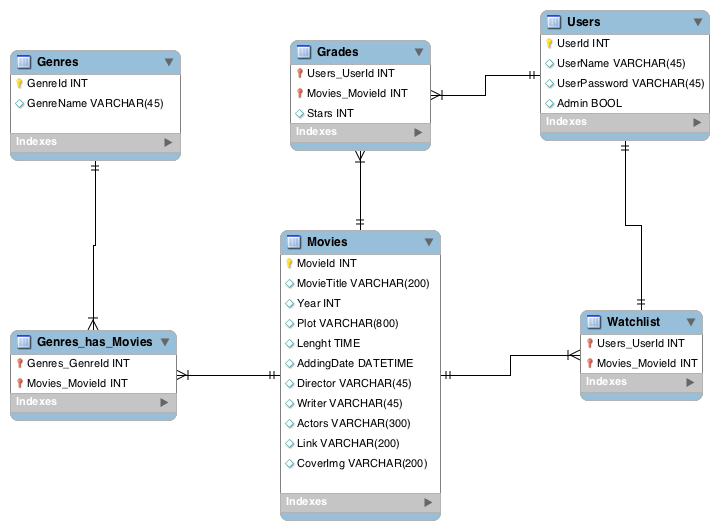 Genres
GenreId INT
GenreName VARCHAR(45)
Indexes
Grades
Users_UserId INT
Movies_MovieId INT
Stars INT
Indexes
Users
UserId INT
UserName VARCHAR(45)
UserPassword VARCHAR(45)
Admin BOOL
Indexes
Movies
MovieId INT
MovieTitle VARCHAR(200)
Year INT
Plot VARCHAR(800)
Lenght TIME
AddingDate DATETIME
Director VARCHAR(45)
Writer VARCHAR(45)
Actors VARCHAR(300)
Link VARCHAR(200)
CoverImg VARCHAR(200)
Indexes
Genres_has_Movies
Genres_GenreId INT
Movies_MovieId INT
Indexes
Watchlist
Users_UserId INT
Movies_MovieId INT
Indexes